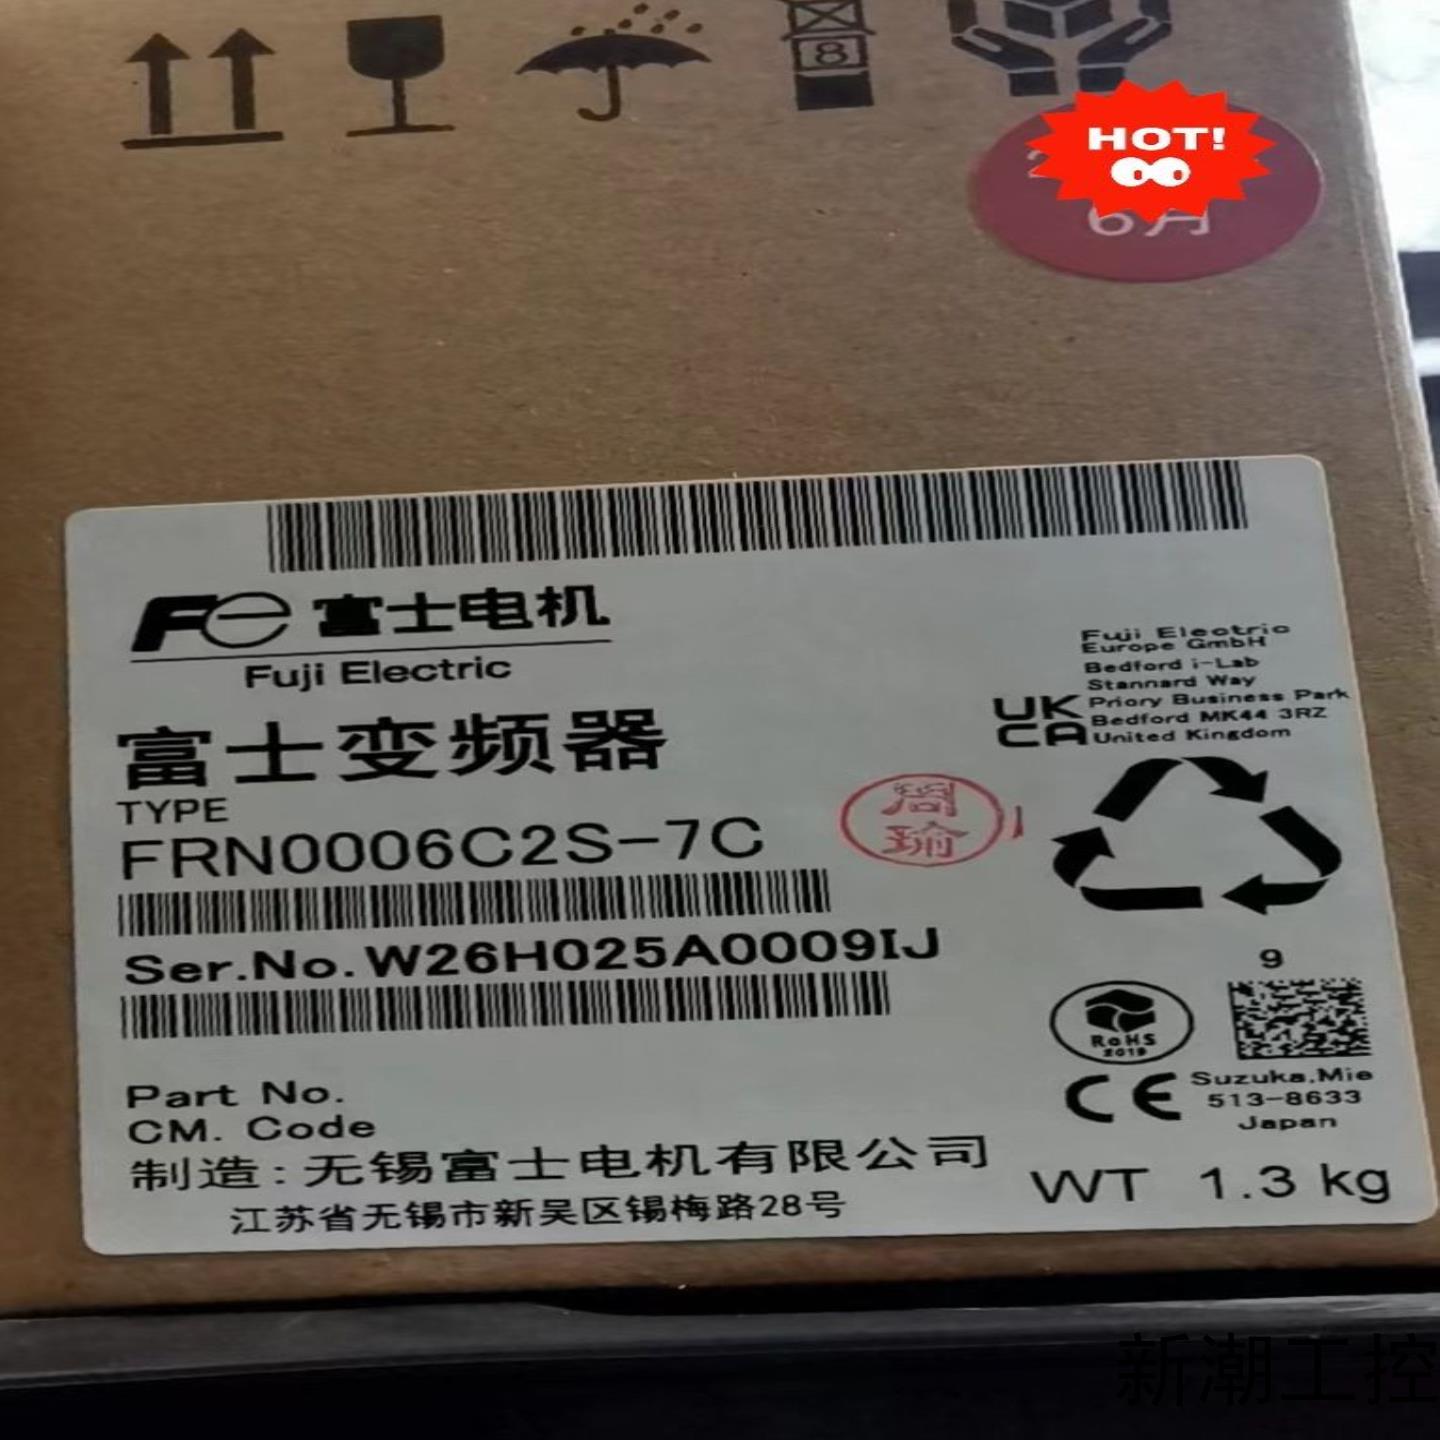 8
HOT!
6月
Fe 富士电机
Fuji Electric
富士变频器
TYPE
FRN0006C2S-7C
Ser.No.W26H025A0009IJ
Part No.
CM. Code
制造:无锡富士电机有限公司
江苏省无锡市新吴区锡梅路28号
周
瑜
UK
CA
Fuji Electric
Europe GmbH
Bedford i-Lab
Stannard Way
Priory Business Park
Bedford MK44 3RZ
United Kingdom
9
RoHS
2019
CE
Suzuka,Mie
513-8633
Japan
WT 1.3 kg
新潮工控